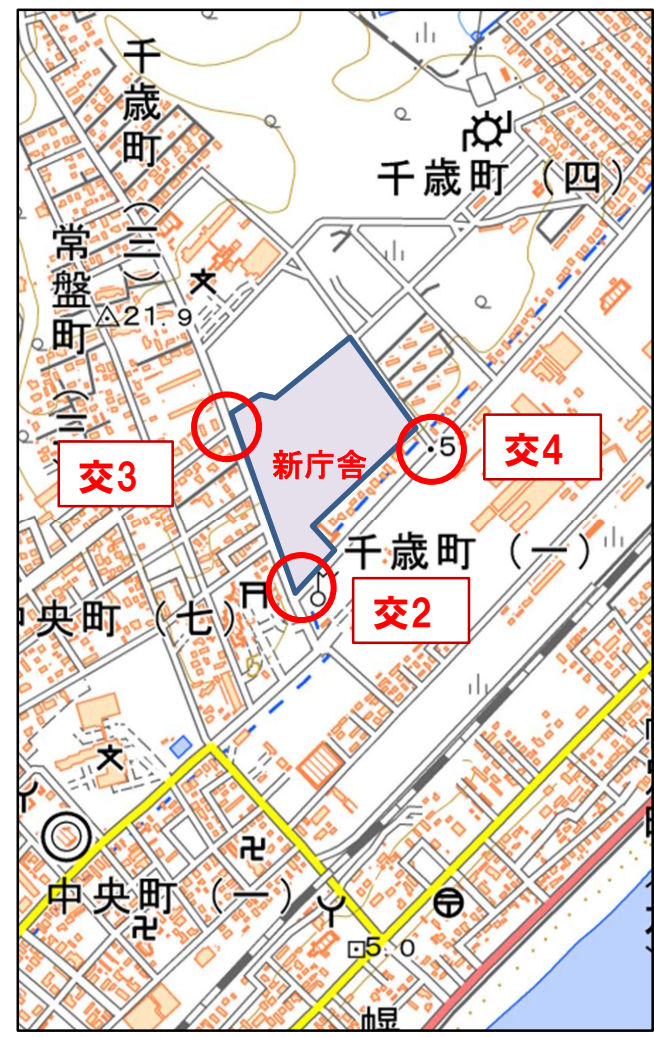 千歳町(三)
千歳町(四)
常盤町(三)
21.9
新庁舎
交3
交4
5
千歳町(一)
交2
中央町(七)
5
中央町(一)
5.0
幌